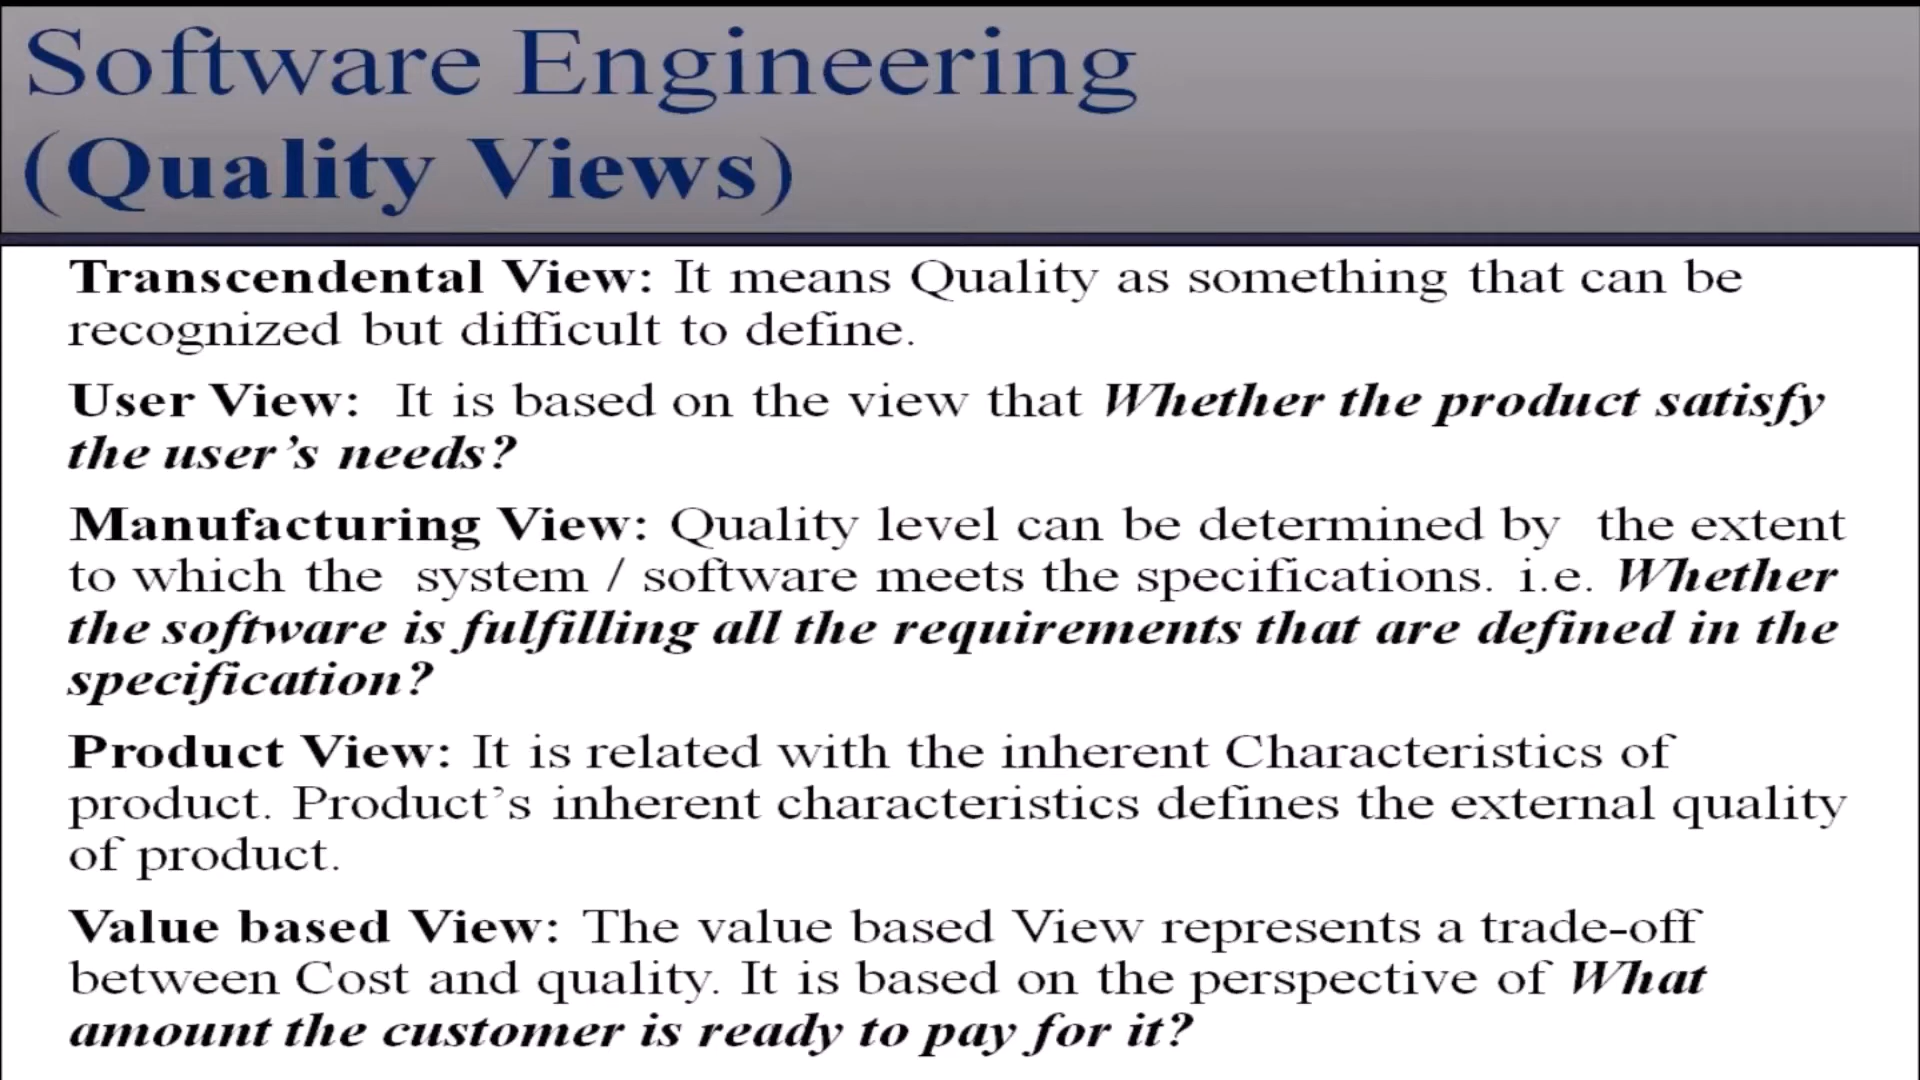 Software Engineering
(Quality Views)
Transcendental View: It means Quality as something that can be
recognized but difficult to define.
User View: It is based on the view that Whether the product satisfy
the user’s needs?
Manufacturing View: Quality level can be determined by the extent
to which the system / software meets the specifications. i.e. Whether
the software is fulfilling all the requirements that are defined in the
specification?
Product View: It is related with the inherent Characteristics of
product. Product’s inherent characteristics defines the external quality
of product.
Value based View: The value based View represents a trade-off
between Cost and quality. It is based on the perspective of What
amount the customer is ready to pay for it?